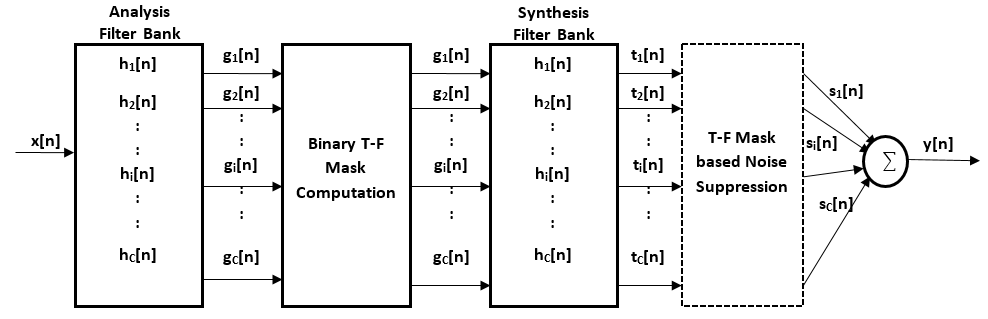 Analysis
Filter Bank
Synthesis
Filter Bank
x[n]
h1[n]
h2[n]
:
:
hi[n]
:
:
hC[n]
g1[n]
g2[n]
:
:
gi[n]
:
:
gC[n]
Binary T-F
Mask
Computation
g1[n]
g2[n]
:
:
gi[n]
:
:
gC[n]
h1[n]
h2[n]
:
:
hi[n]
:
:
hC[n]
t1[n]
t2[n]
:
:
ti[n]
:
:
tC[n]
T-F Mask
based Noise
Suppression
s1[n]
si[n]
sC[n]
Σ
y[n]